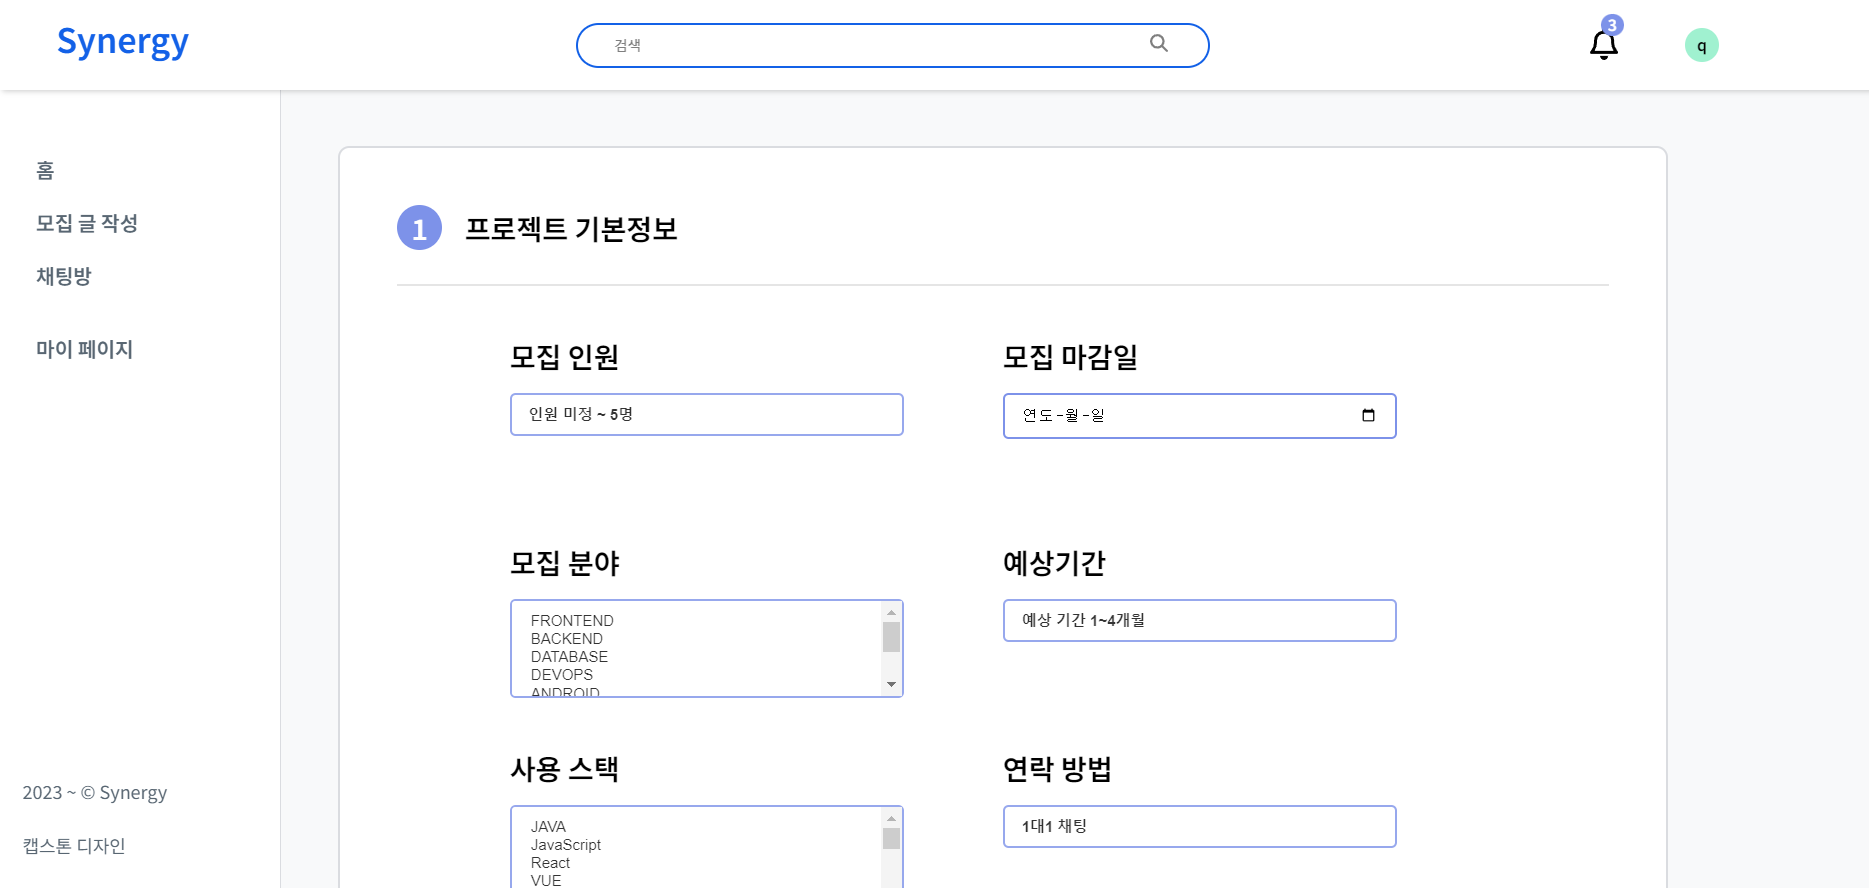 Synergy
검색
3
q
홈
모집 글 작성
채팅방
마이 페이지
2023 ~ © Synergy
캡스톤 디자인
1 프로젝트 기본정보
모집 인원
인원 미정 ~ 5명
모집 마감일
연도-월-일
모집 분야
FRONTEND
BACKEND
DATABASE
DEVOPS
ANDROID
예상기간
예상 기간 1~4개월
사용 스택
JAVA
JavaScript
React
VUE
연락 방법
1대1 채팅